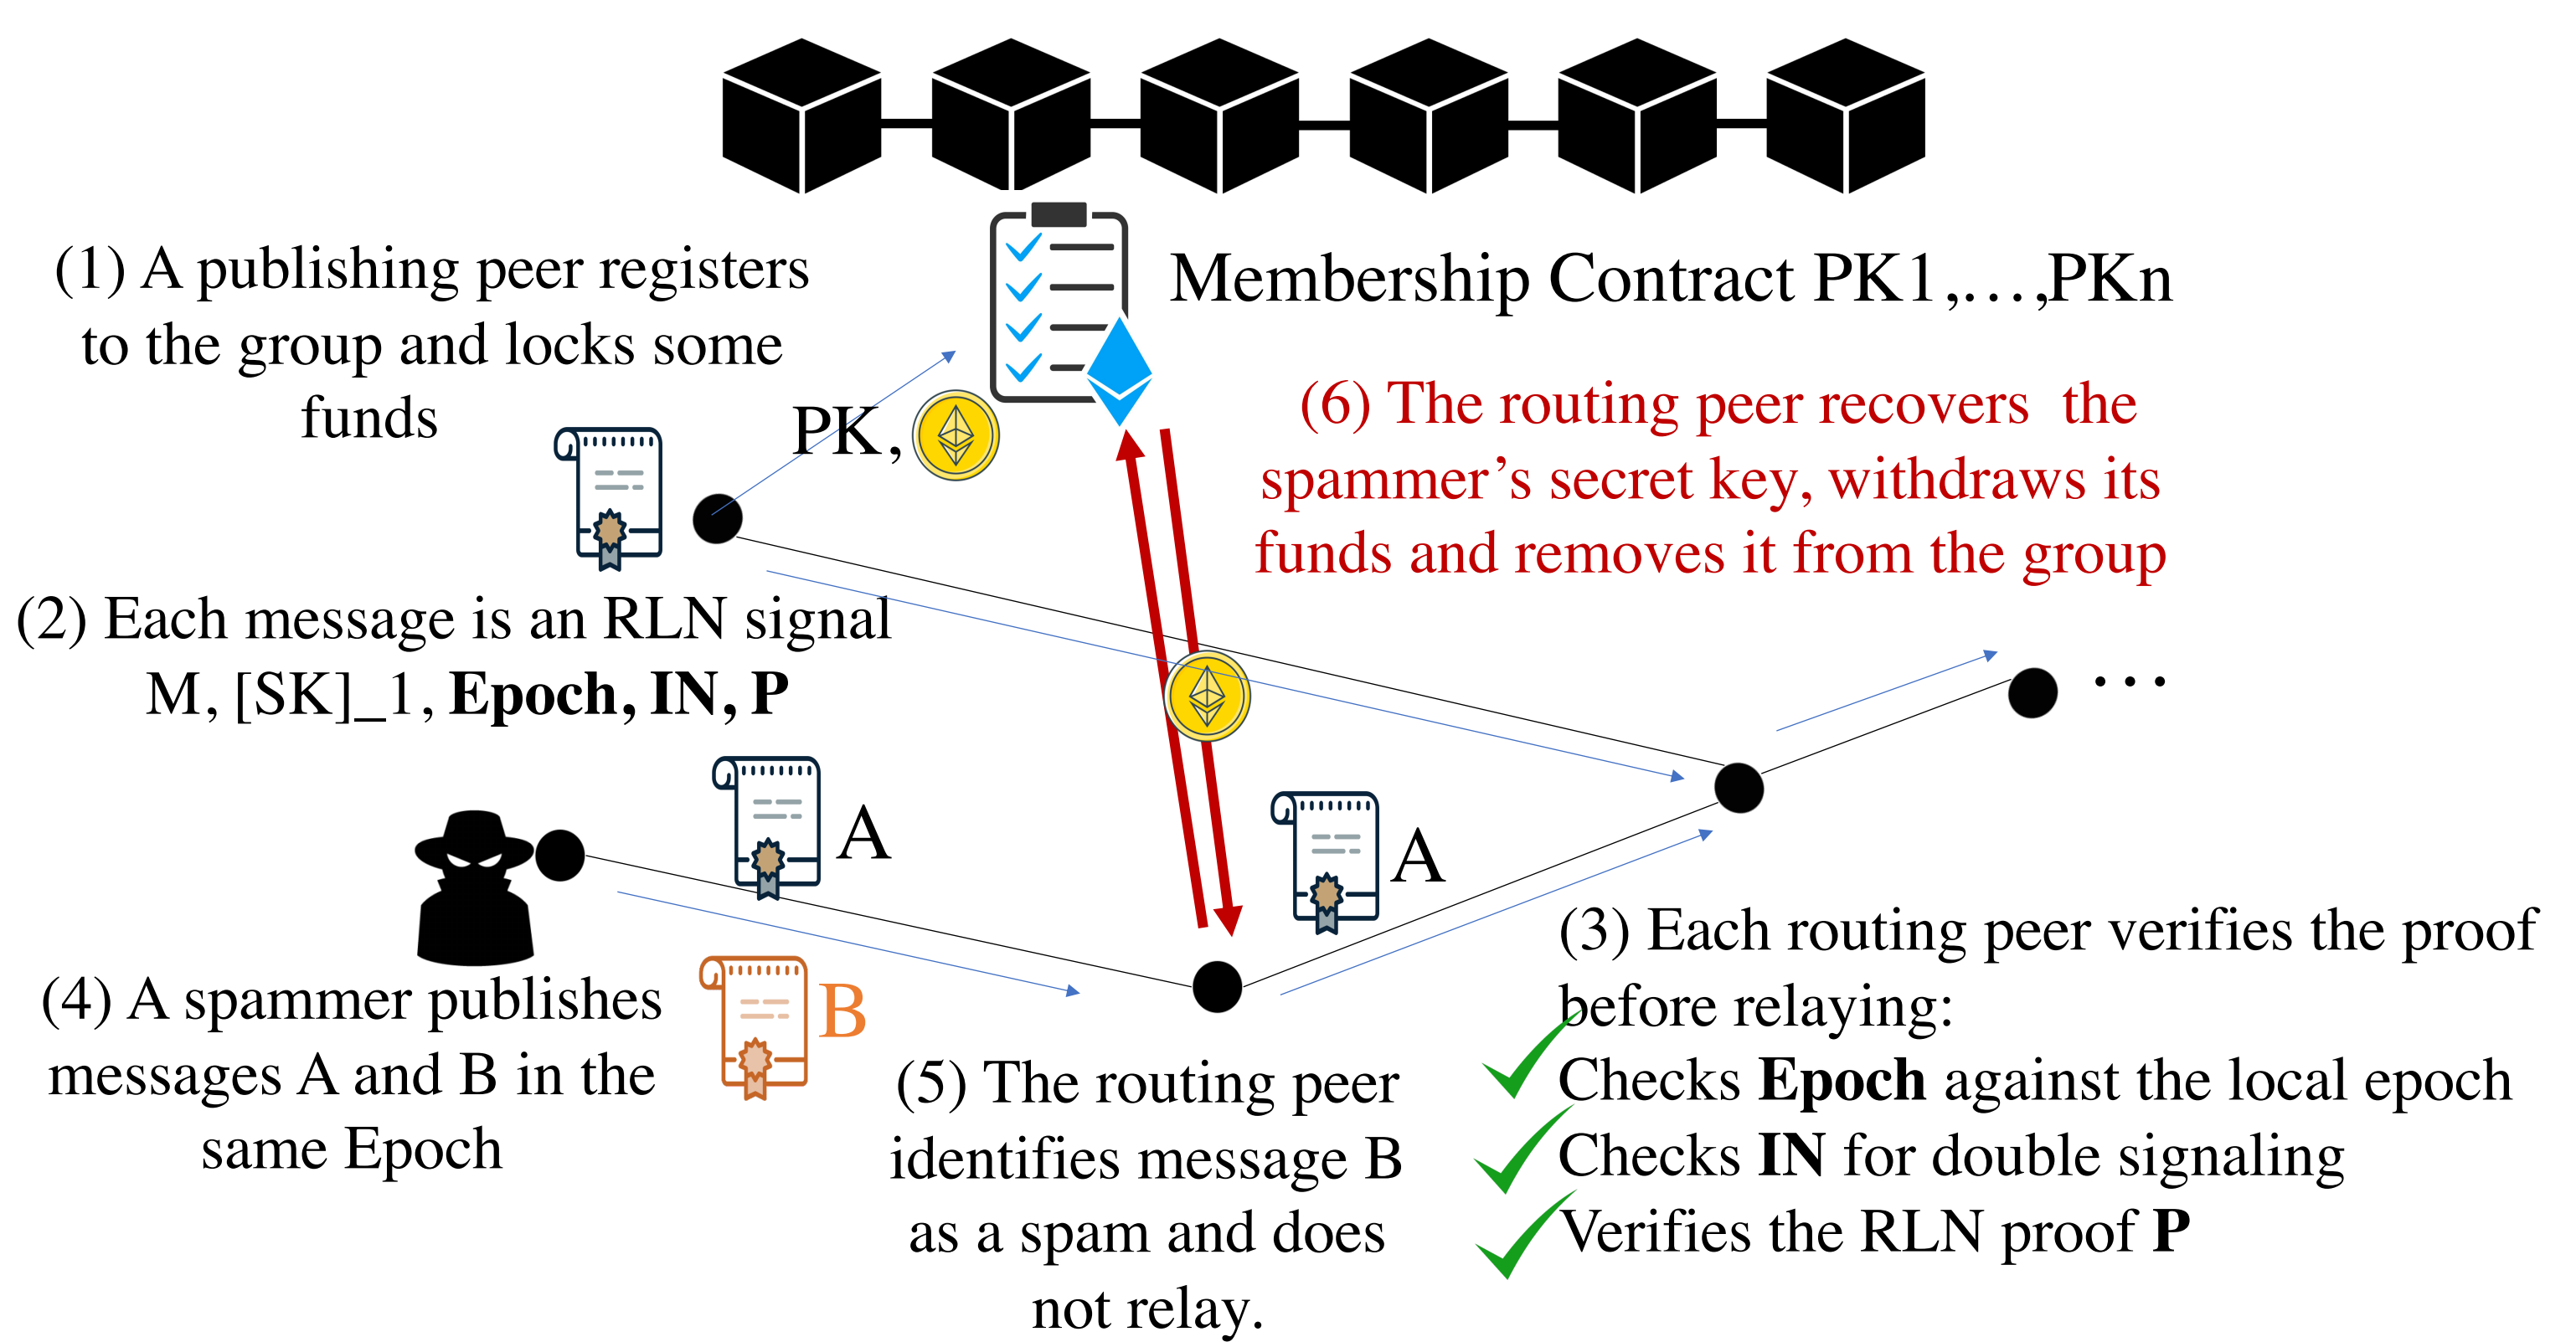 Membership Contract PK1,...,PKn
(1) A publishing peer registers
to the group and locks some
funds
PK,
(6) The routing peer recovers the
spammer's secret key, withdraws its
funds and removes it from the group
(2) Each message is an RLN signal
M, [SK]_1, Epoch, IN, P
...
A
A
B
(4) A spammer publishes
messages A and B in the
same Epoch
(5) The routing peer
identifies message B
as a spam and does
not relay.
(3) Each routing peer verifies the proof
before relaying:
Checks Epoch against the local epoch
Checks IN for double signaling
Verifies the RLN proof P